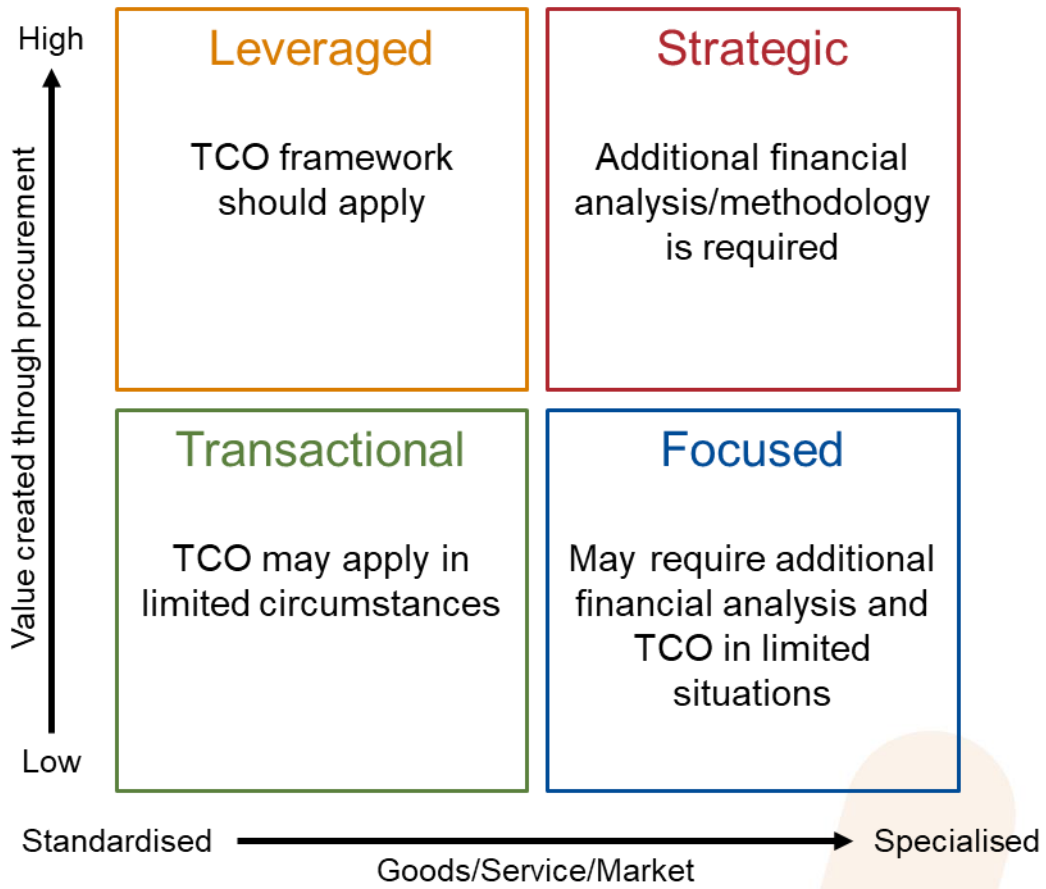 High
Leveraged
TCO framework
should apply
Strategic
Additional financial
analysis/methodology
is required
Value created through procurement
Transactional
TCO may apply in
limited circumstances
Focused
May require additional
financial analysis and
TCO in limited
situations
Low
Standardised
Specialised
Goods/Service/Market